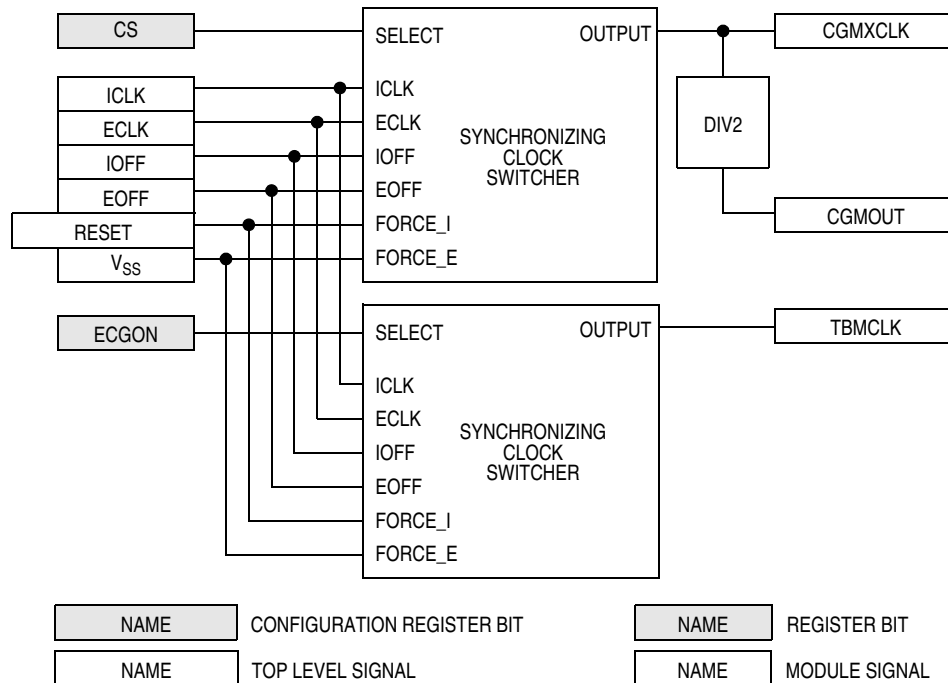 CS
SELECT
OUTPUT
CGMXCLK
ICLK
ICLK
ECLK
ECLK
SYNCHRONIZING
CLOCK
SWITCHER
DIV2
IOFF
IOFF
EOFF
EOFF
RESET
FORCE_I
CGMOUT
VSS
FORCE_E
ECGON
SELECT
OUTPUT
TBMCLK
ICLK
ECLK
SYNCHRONIZING
CLOCK
SWITCHER
IOFF
EOFF
FORCE_I
FORCE_E
NAME CONFIGURATION REGISTER BIT
NAME REGISTER BIT
NAME TOP LEVEL SIGNAL
NAME MODULE SIGNAL